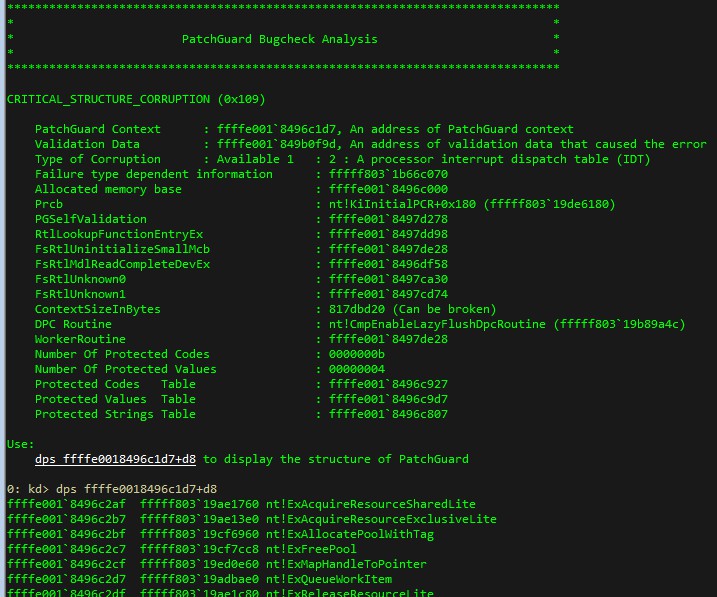 *******************************************************************************
*                                                                             *
*                        PatchGuard Bugcheck Analysis                         *
*                                                                             *
*******************************************************************************
CRITICAL_STRUCTURE_CORRUPTION (0x109)
PatchGuard Context      : ffffe001`8496c1d7, An address of PatchGuard context
Validation Data         : ffffe001`849b0f9d, An address of validation data that caused the error
Type of Corruption      : Available 1   : 2 : A processor interrupt dispatch table (IDT)
Failure type dependent information      : fffff803`1b66c070
Allocated memory base                   : ffffe001`8496c000
Prcb                                    : nt!KiInitialPCR+0x180 (fffff803`19de6180)
PGSelfValidation                        : ffffe001`8497d278
RtlLookupFunctionEntryEx                : ffffe001`8497dd98
FsRtlUninitializeSmallMcb               : ffffe001`8497de28
FsRtlMdlReadCompleteDevEx               : ffffe001`8496df58
FsRtlUnknown0                           : ffffe001`8497ca30
FsRtlUnknown1                           : ffffe001`8497cd74
ContextSizeInBytes                      : 817dbd20 (Can be broken)
DPC Routine                             : nt!CmpEnableLazyFlushDpcRoutine (fffff803`19b89a4c)
WorkerRoutine                           : ffffe001`8497de28
Number Of Protected Codes               : 0000000b
Number Of Protected Values              : 00000004
Protected Codes   Table                 : ffffe001`8496c927
Protected Values  Table                 : ffffe001`8496c9d7
Protected Strings Table                 : ffffe001`8496c807
Use:
dps ffffe0018496c1d7+d8 to display the structure of PatchGuard
0: kd> dps ffffe0018496c1d7+d8
ffffe001`8496c2af  fffff803`19ae1760 nt!ExAcquireResourceSharedLite
ffffe001`8496c2b7  fffff803`19ae13e0 nt!ExAcquireResourceExclusiveLite
ffffe001`8496c2bf  fffff803`19cf6960 nt!ExAllocatePoolWithTag
ffffe001`8496c2c7  fffff803`19cf7cc8 nt!ExFreePool
ffffe001`8496c2cf  fffff803`19ed0e60 nt!ExMapHandleToPointer
ffffe001`8496c2d7  fffff803`19adbae0 nt!ExQueueWorkItem
ffffe001`8496c2df  fffff803`19ae1c80 nt!ExReleaseResourceLite